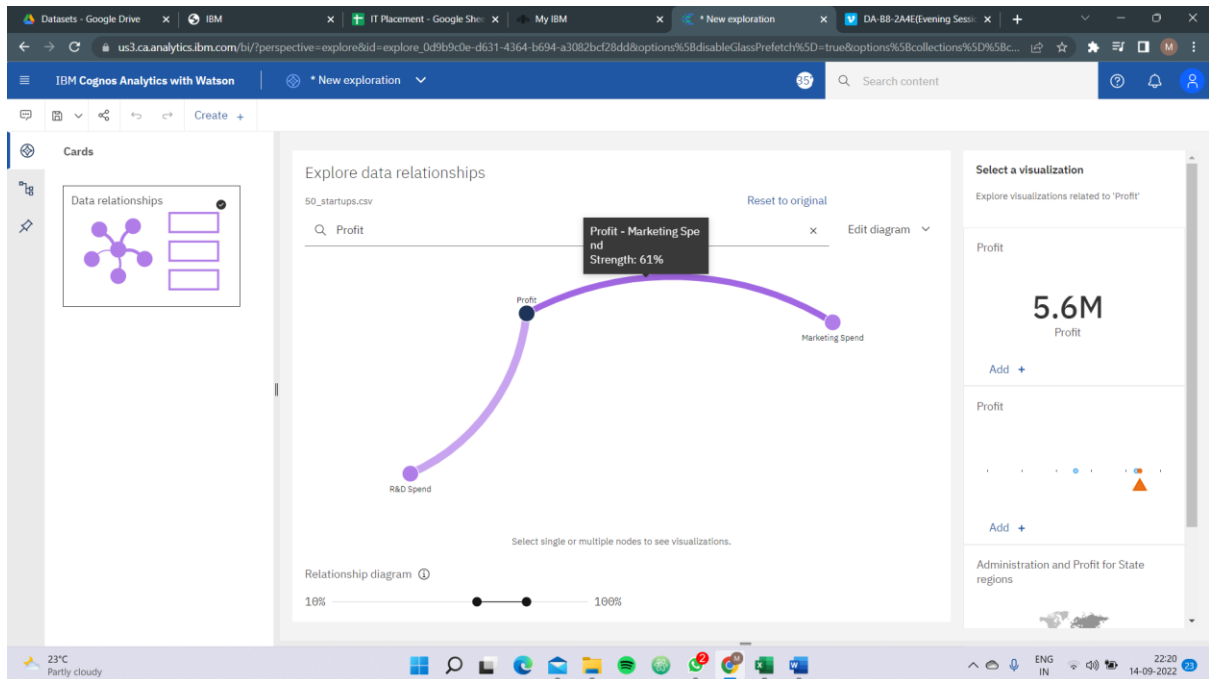 Datasets - Google Drive
IBM
IT Placement - Google Shee
My IBM
* New exploration
DA-B8-2A4E(Evening Sessi
us3.ca.analytics.ibm.com/bi/?perspective=explore&id=explore_0d9b9c0e-d631-4364-b694-a3082bcf28dd&options%5BdisableGlassPrefetch%5D=true&options%5Bcollections%5D%5Bc...
M
IBM Cognos Analytics with Watson
* New exploration
35
Search content
Create +
Cards
Data relationships
Explore data relationships
50_startups.csv
Reset to original
Profit
Edit diagram
Profit - Marketing Spe
nd
Strength: 61%
Profit
Marketing Spend
R&D Spend
Select single or multiple nodes to see visualizations.
Relationship diagram
10%
100%
Select a visualization
Explore visualizations related to 'Profit'
Profit
5.6M
Profit
Add +
Profit
Add +
Administration and Profit for State
regions
23°C
Partly cloudy
2
M
ENG
IN
22:20
14-09-2022
23